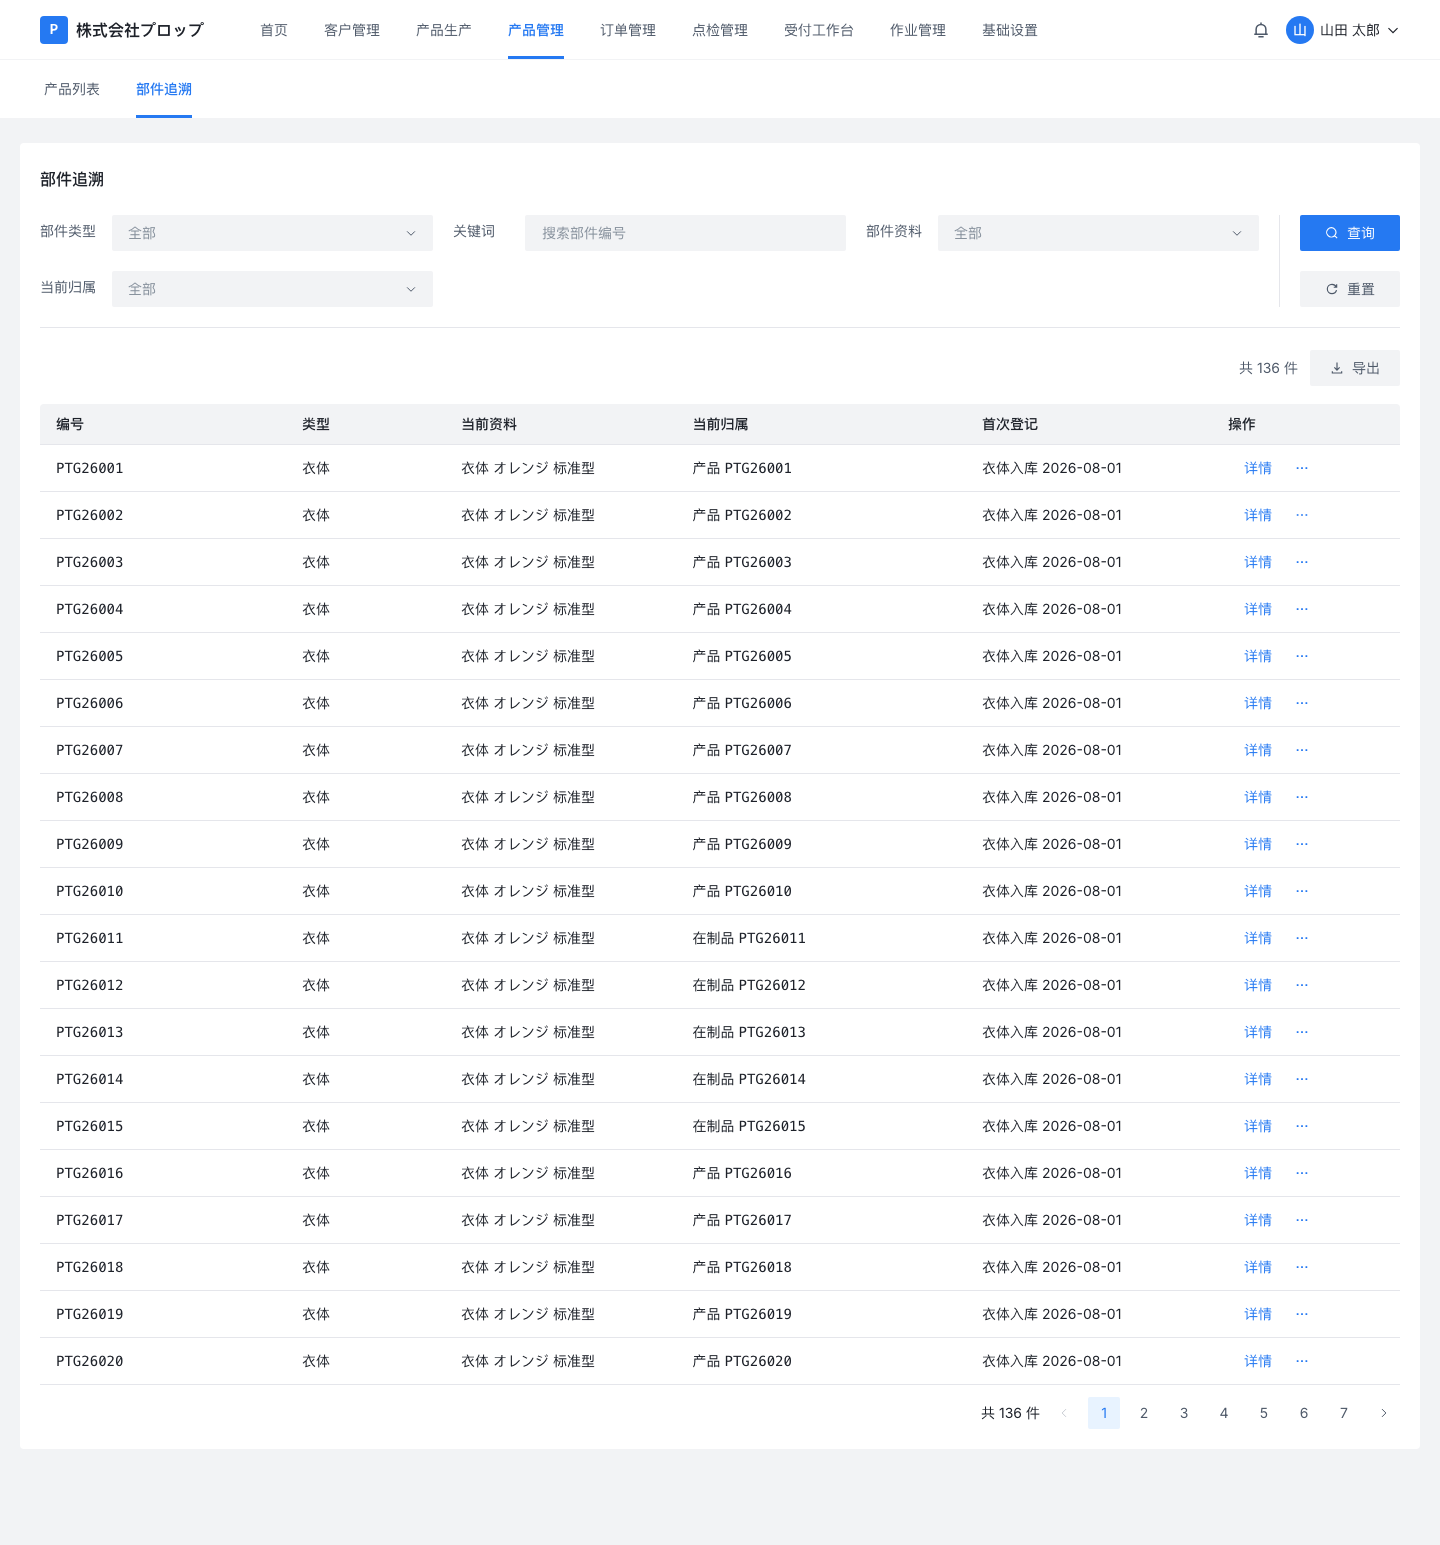 P 株式会社プロップ 首页 客户管理 产品生产 产品管理 订单管理 点检管理 受付工作台 作业管理 基础设置 山 山田 太郎
产品列表 部件追溯
部件追溯
部件类型 全部 关键词 搜索部件编号 部件资料 全部 查询
当前归属 全部 重置
共 136 件 导出
编号 类型 当前资料 当前归属 首次登记 操作
PTG26001 衣体 衣体 オレンジ 标准型 产品 PTG26001 衣体入库 2026-08-01 详情 ···
PTG26002 衣体 衣体 オレンジ 标准型 产品 PTG26002 衣体入库 2026-08-01 详情 ···
PTG26003 衣体 衣体 オレンジ 标准型 产品 PTG26003 衣体入库 2026-08-01 详情 ···
PTG26004 衣体 衣体 オレンジ 标准型 产品 PTG26004 衣体入库 2026-08-01 详情 ···
PTG26005 衣体 衣体 オレンジ 标准型 产品 PTG26005 衣体入库 2026-08-01 详情 ···
PTG26006 衣体 衣体 オレンジ 标准型 产品 PTG26006 衣体入库 2026-08-01 详情 ···
PTG26007 衣体 衣体 オレンジ 标准型 产品 PTG26007 衣体入库 2026-08-01 详情 ···
PTG26008 衣体 衣体 オレンジ 标准型 产品 PTG26008 衣体入库 2026-08-01 详情 ···
PTG26009 衣体 衣体 オレンジ 标准型 产品 PTG26009 衣体入库 2026-08-01 详情 ···
PTG26010 衣体 衣体 オレンジ 标准型 产品 PTG26010 衣体入库 2026-08-01 详情 ···
PTG26011 衣体 衣体 オレンジ 标准型 在制品 PTG26011 衣体入库 2026-08-01 详情 ···
PTG26012 衣体 衣体 オレンジ 标准型 在制品 PTG26012 衣体入库 2026-08-01 详情 ···
PTG26013 衣体 衣体 オレンジ 标准型 在制品 PTG26013 衣体入库 2026-08-01 详情 ···
PTG26014 衣体 衣体 オレンジ 标准型 在制品 PTG26014 衣体入库 2026-08-01 详情 ···
PTG26015 衣体 衣体 オレンジ 标准型 在制品 PTG26015 衣体入库 2026-08-01 详情 ···
PTG26016 衣体 衣体 オレンジ 标准型 产品 PTG26016 衣体入库 2026-08-01 详情 ···
PTG26017 衣体 衣体 オレンジ 标准型 产品 PTG26017 衣体入库 2026-08-01 详情 ···
PTG26018 衣体 衣体 オレンジ 标准型 产品 PTG26018 衣体入库 2026-08-01 详情 ···
PTG26019 衣体 衣体 オレンジ 标准型 产品 PTG26019 衣体入库 2026-08-01 详情 ···
PTG26020 衣体 衣体 オレンジ 标准型 产品 PTG26020 衣体入库 2026-08-01 详情 ···
共 136 件 1 2 3 4 5 6 7